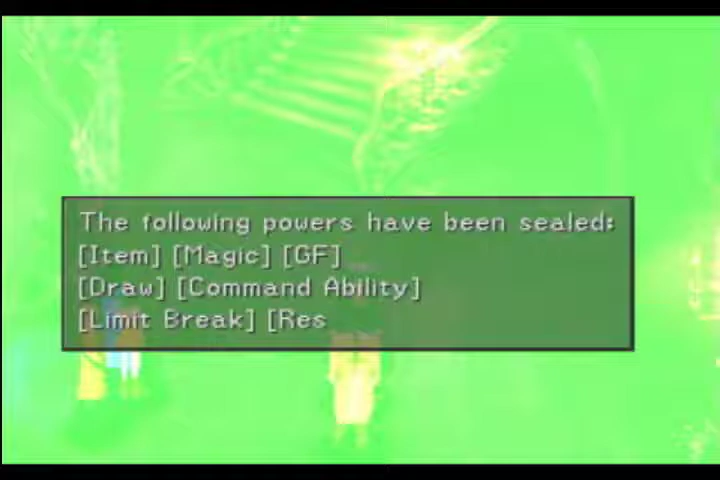 The following powers have been sealed:
[Item] [Magic] [GF]
[Draw] [Command Ability]
[Limit Break] [Res